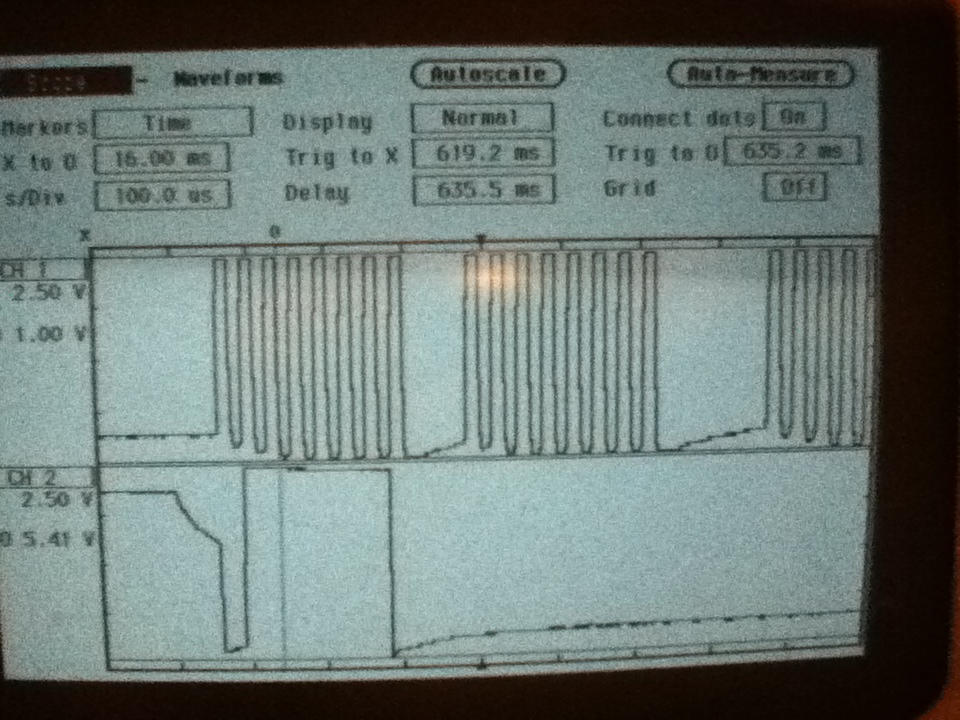 Scope - Waveforms Autoscale Auto-Measure
Markers Time Display Normal Connect dots On
X to O 16.00 ms Trig to X 619.2 ms Trig to O 635.2 ms
s/Div 100.0 us Delay 635.5 ms Grid Off
X O
CH 1
2.50 V
1.00 V
CH 2
2.50 V
5.41 V